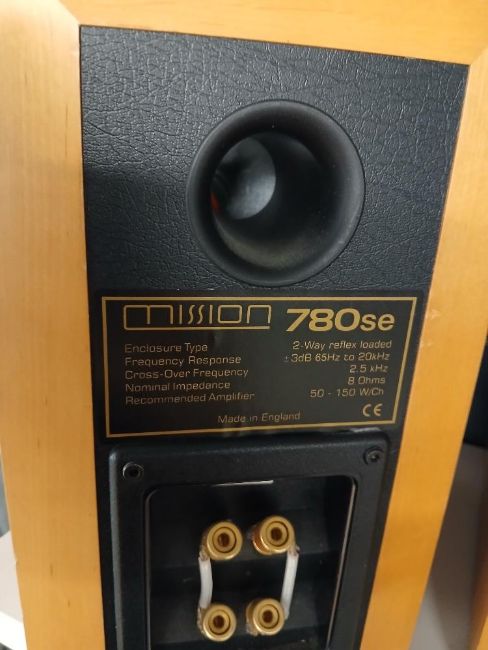 mission 780se
Enclosure Type 2-Way reflex loaded
Frequency Response ±3dB 65Hz to 20kHz
Cross-Over Frequency 2.5 kHz
Nominal Impedance 8 Ohms
Recommended Amplifier 50 - 150 W/Ch
Made in England CE